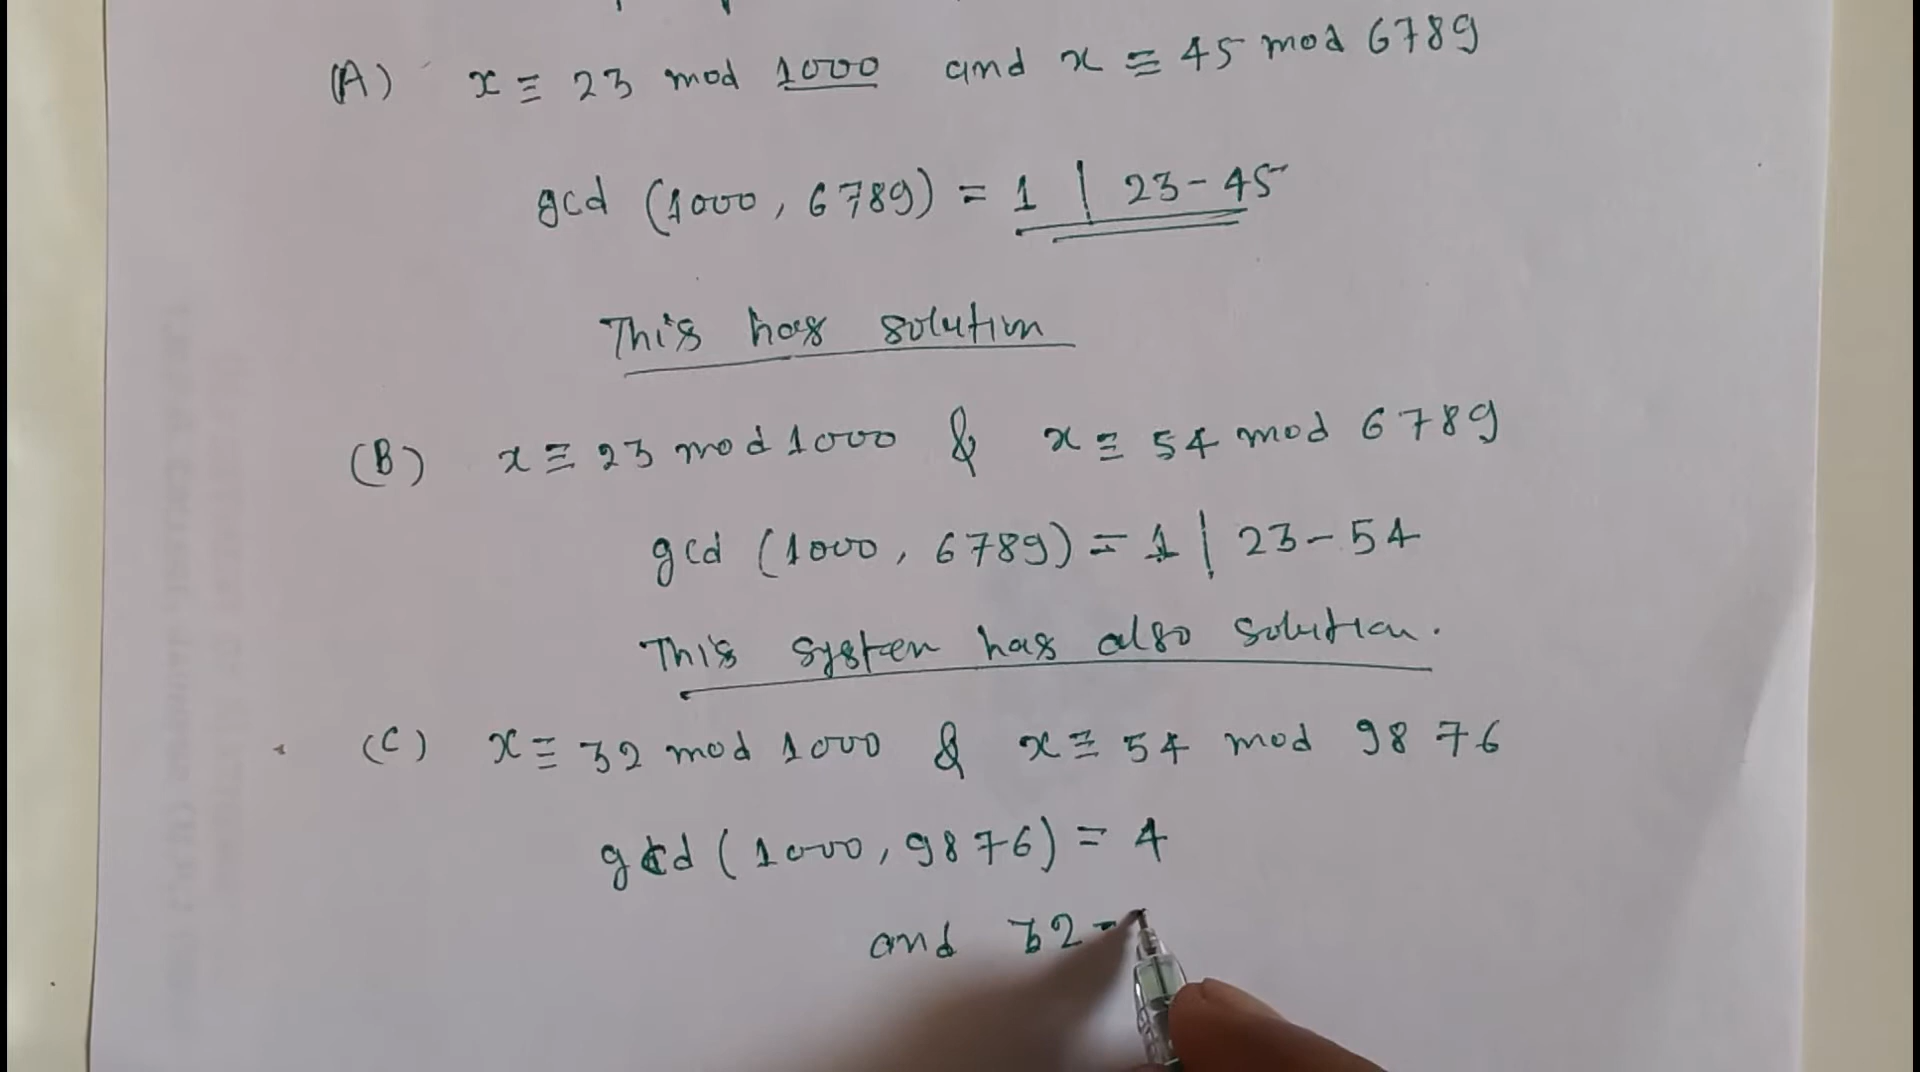 (A) x ≡ 23 mod 1000 and x ≡ 45 mod 6789
gcd (1000, 6789) = 1 | 23-45
This has solution
(B) x ≡ 23 mod 1000 & x ≡ 54 mod 6789
gcd (1000, 6789) = 1 | 23-54
This system has also solution.
(C) x ≡ 32 mod 1000 & x ≡ 54 mod 9876
gcd (1000, 9876) = 4
and 32-